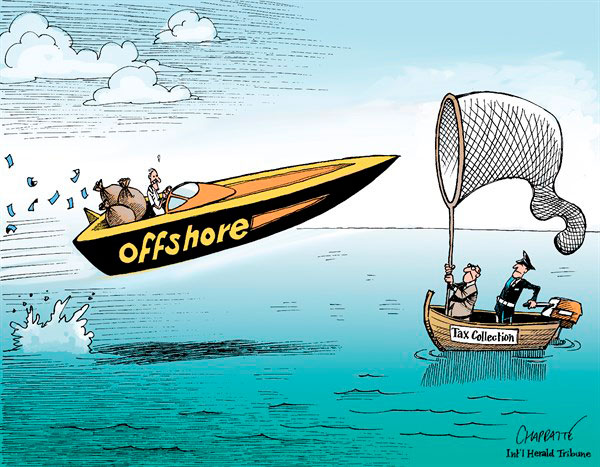 offshore
Tax Collection
CHAPPATTE
Int'l Herald Tribune